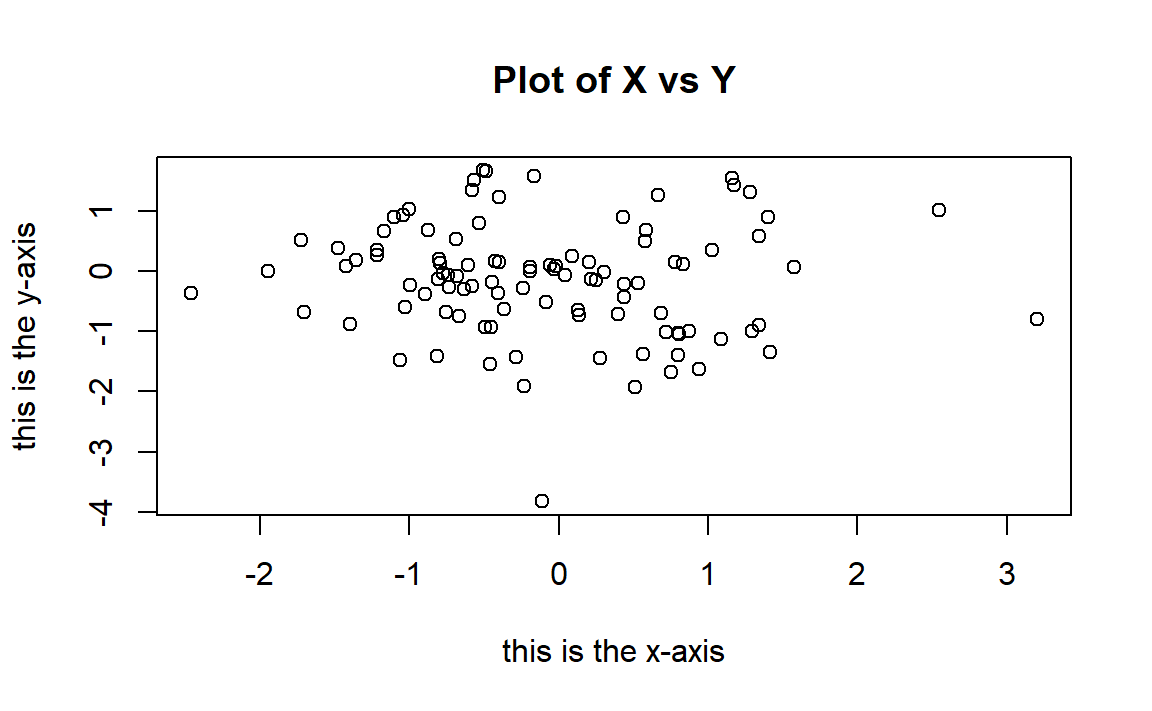 Plot of X vs Y
this is the y-axis
1
0
-1
-2
-3
-4
-2 -1 0 1 2 3
this is the x-axis